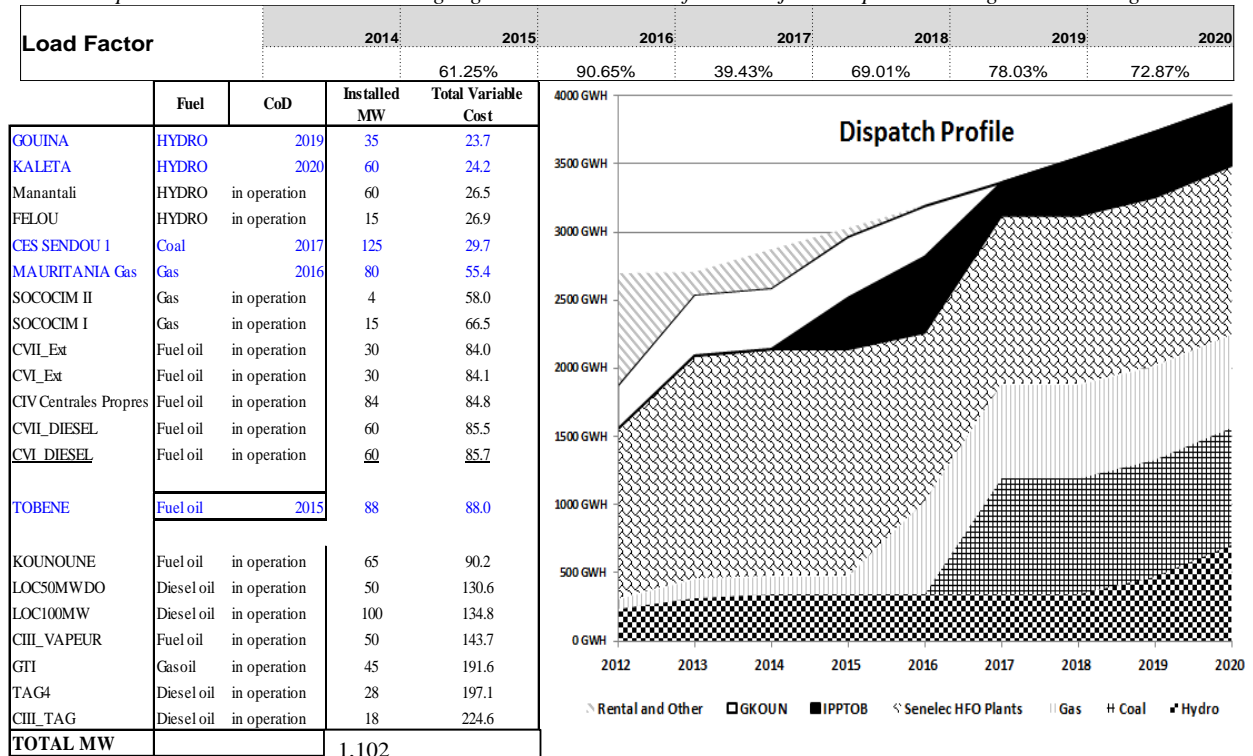 Load Factor 2014 2015 2016 2017 2018 2019 2020
61.25% 90.65% 39.43% 69.01% 78.03% 72.87%
Fuel CoD Installed MW Total Variable Cost
GOUINA HYDRO 2019 35 23.7
KALETA HYDRO 2020 60 24.2
Manantali HYDRO in operation 60 26.5
FELOU HYDRO in operation 15 26.9
CES SENDOU 1 Coal 2017 125 29.7
MAURITANIA Gas Gas 2016 80 55.4
SOCOCIM II Gas in operation 4 58.0
SOCOCIM I Gas in operation 15 66.5
CVII_Ext Fuel oil in operation 30 84.0
CVI_Ext Fuel oil in operation 30 84.1
CIV Centrales Propres Fuel oil in operation 84 84.8
CVII_DIESEL Fuel oil in operation 60 85.5
CVI_DIESEL Fuel oil in operation 60 85.7
TOBENE Fuel oil 2015 88 88.0
KOUNOUNE Fuel oil in operation 65 90.2
LOC50MWDO Diesel oil in operation 50 130.6
LOC100MW Diesel oil in operation 100 134.8
CIII_VAPEUR Fuel oil in operation 50 143.7
GTI Gasoil in operation 45 191.6
TAG4 Diesel oil in operation 28 197.1
CIII_TAG Diesel oil in operation 18 224.6
TOTAL MW 1,102
Dispatch Profile
4000 GWH
3500 GWH
3000 GWH
2500 GWH
2000 GWH
1500 GWH
1000 GWH
500 GWH
0 GWH
2012 2013 2014 2015 2016 2017 2018 2019 2020
Rental and Other GKOUN IPPTOB Senelec HFO Plants Gas Coal Hydro